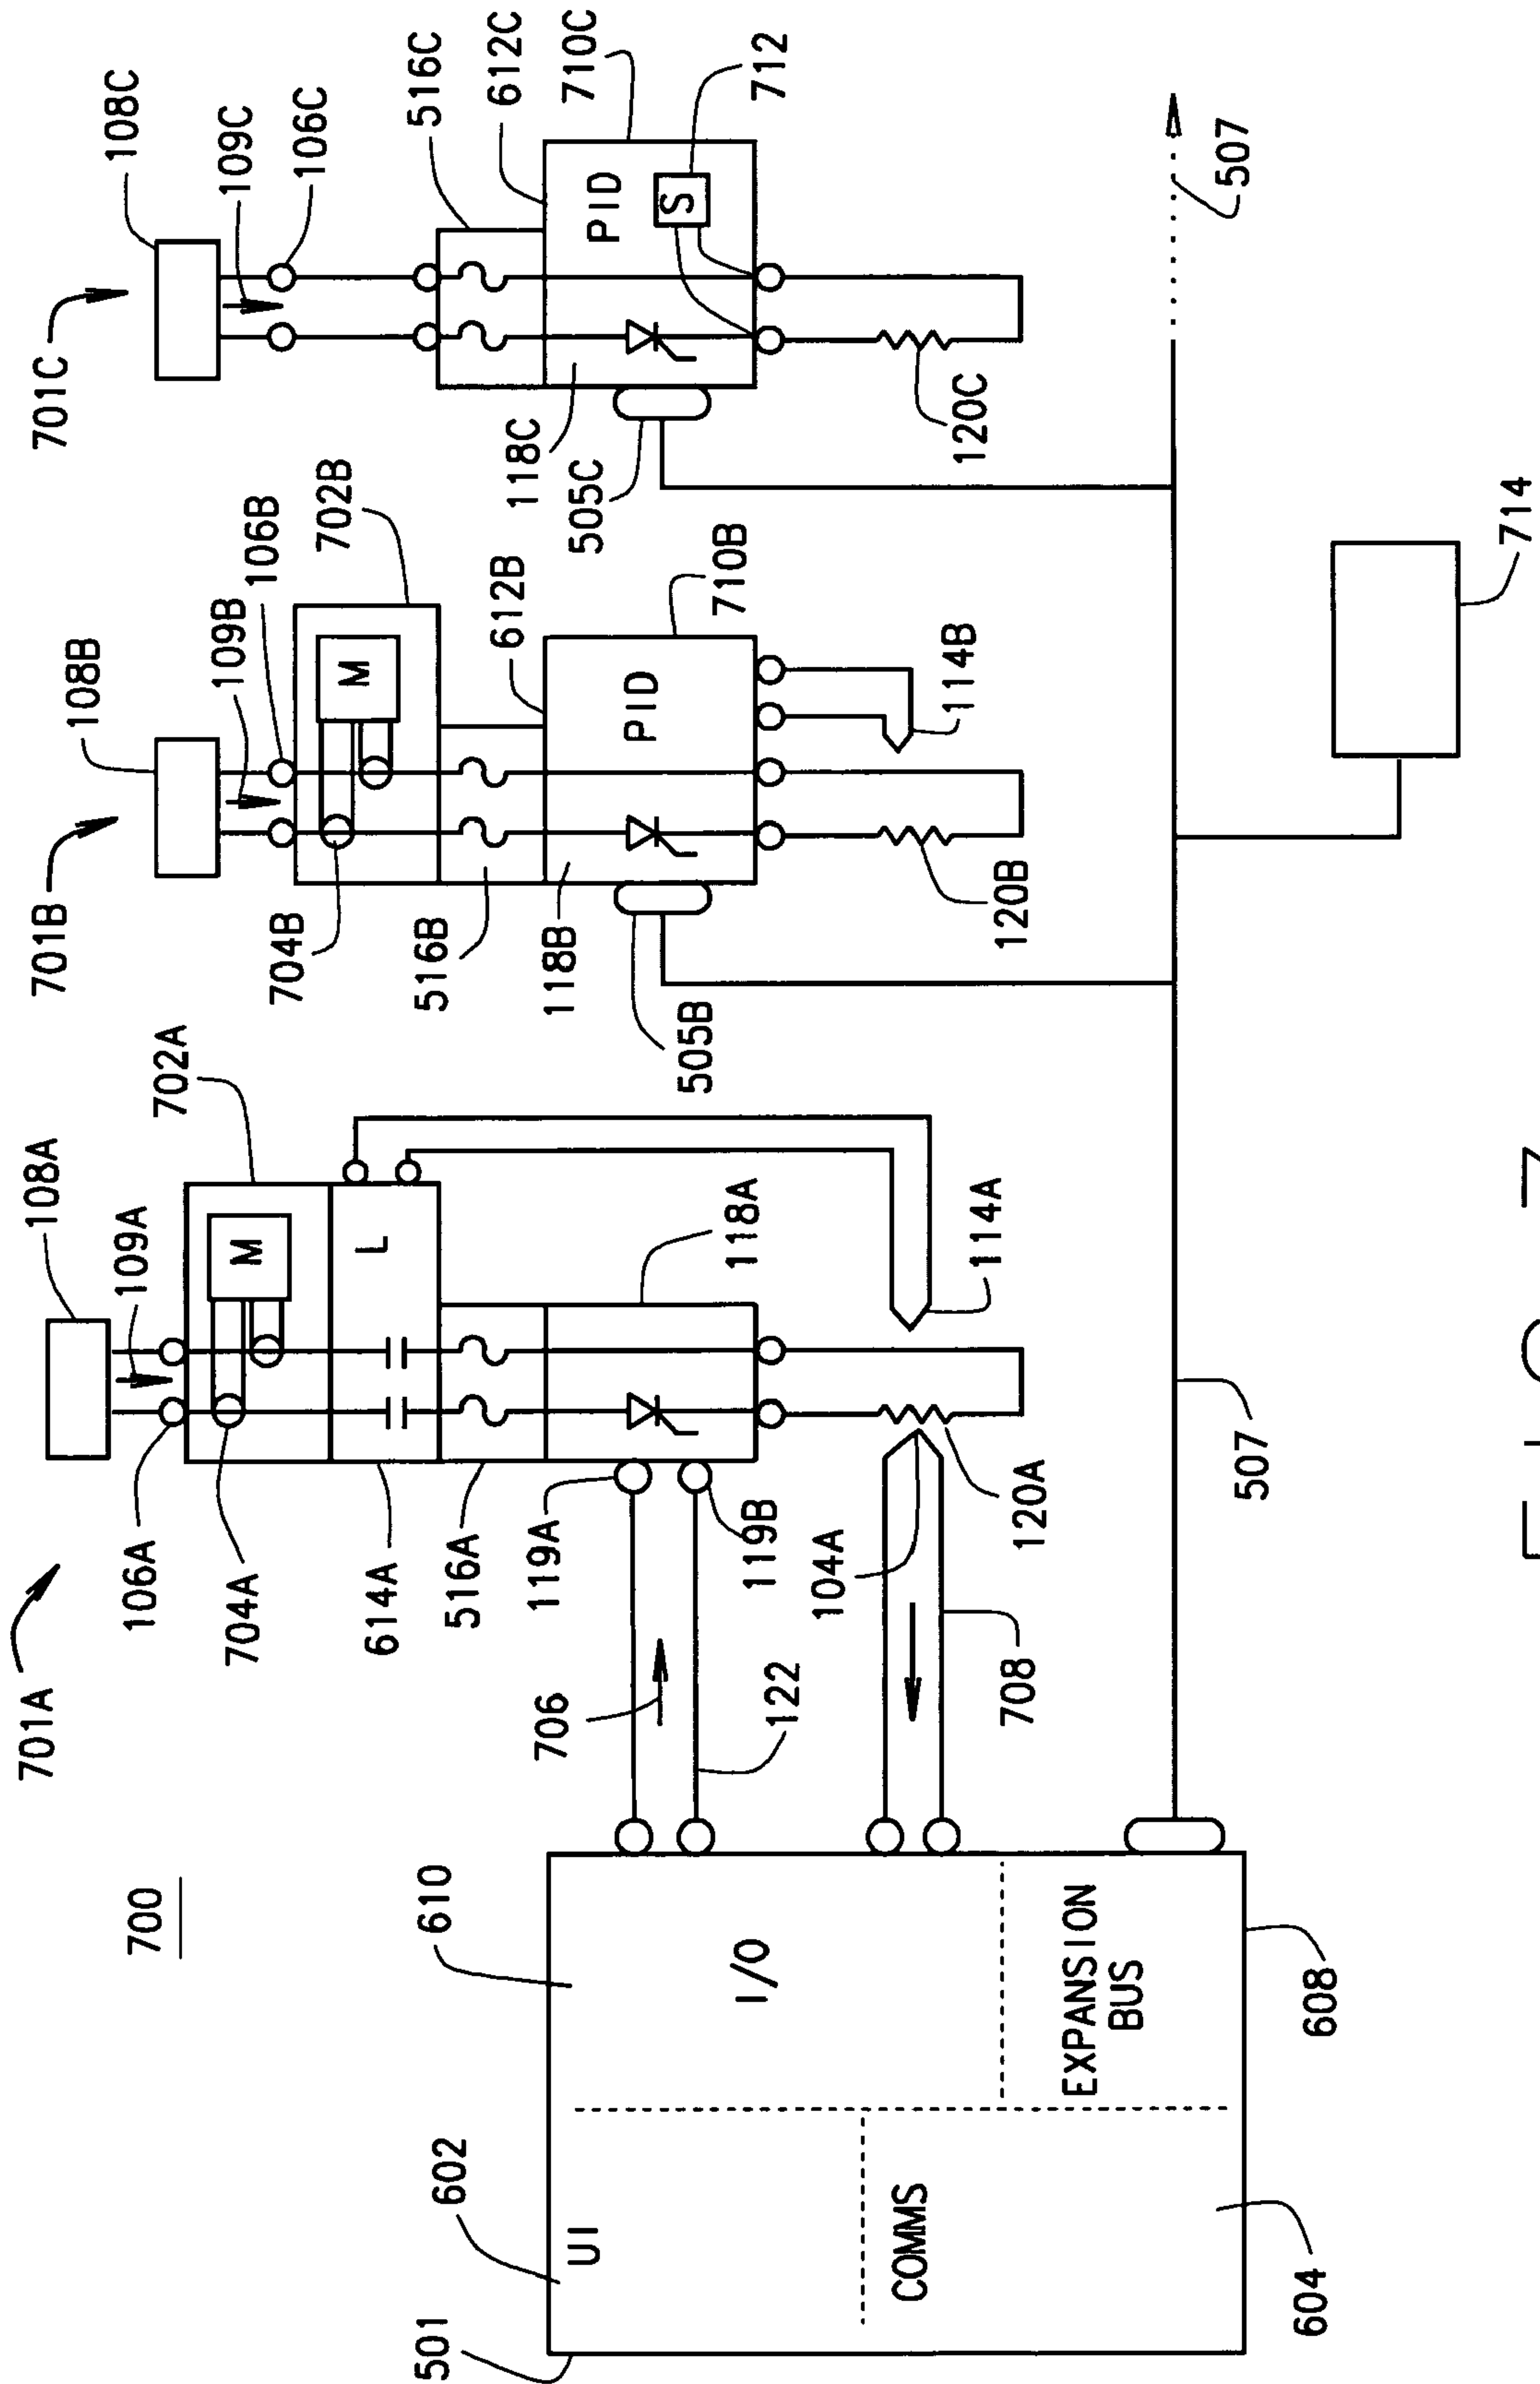 700
701A
108A
109A
106A
704A
702A
M
L
614A
516A
118A
119A
119B
706
122
104A
114A
120A
708
701B
108B
109B
106B
702B
M
704B
516B
612B
118B
PID
710B
505B
114B
120B
701C
108C
109C
106C
516C
612C
710C
PID
S
712
118C
505C
120C
507
507
714
501
602
UI
610
I/O
COMMS
604
EXPANSION
BUS
608